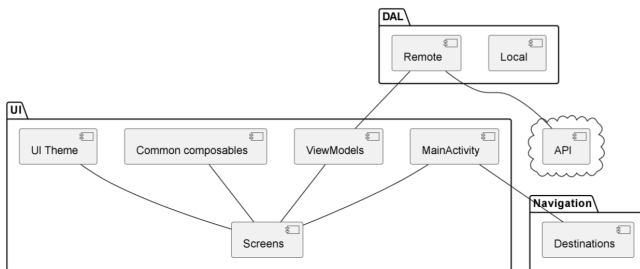 DAL
Remote
Local
UI
UI Theme
Common composables
ViewModels
MainActivity
API
Navigation
Screens
Destinations